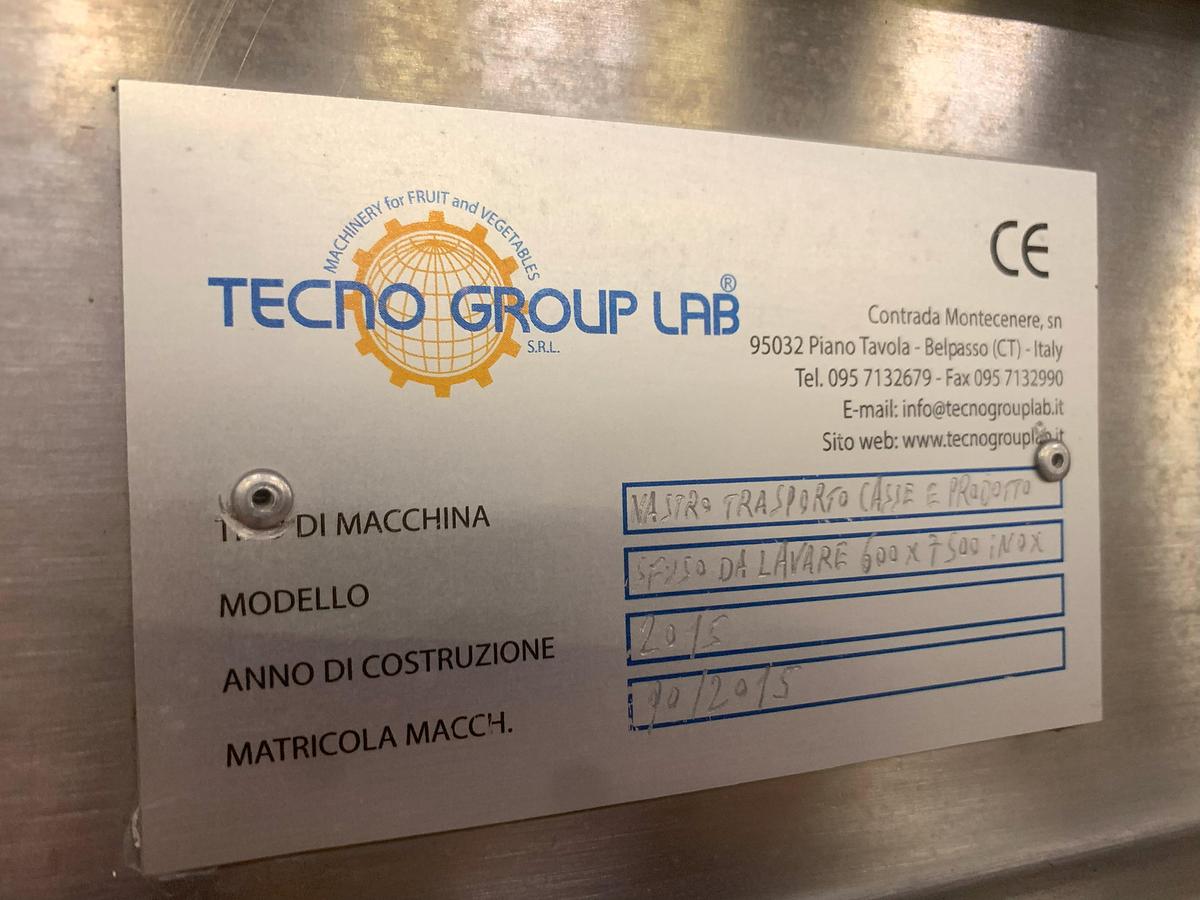 MACHINERY for FRUIT and VEGETABLES
TECNO GROUP LAB®
S.R.L.
CE
Contrada Montecenere, sn
95032 Piano Tavola - Belpasso (CT) - Italy
Tel. 095 7132679 - Fax 095 7132990
E-mail: info@tecnogrouplab.it
Sito web: www.tecnogrouplab.it
DI MACCHINA NASTRO TRASPORTO CASSE E PRODOTTO
MODELLO SFUSO DA LAVARE 600 X 7500 iNOX
ANNO DI COSTRUZIONE 2015
MATRICOLA MACCH. /2015